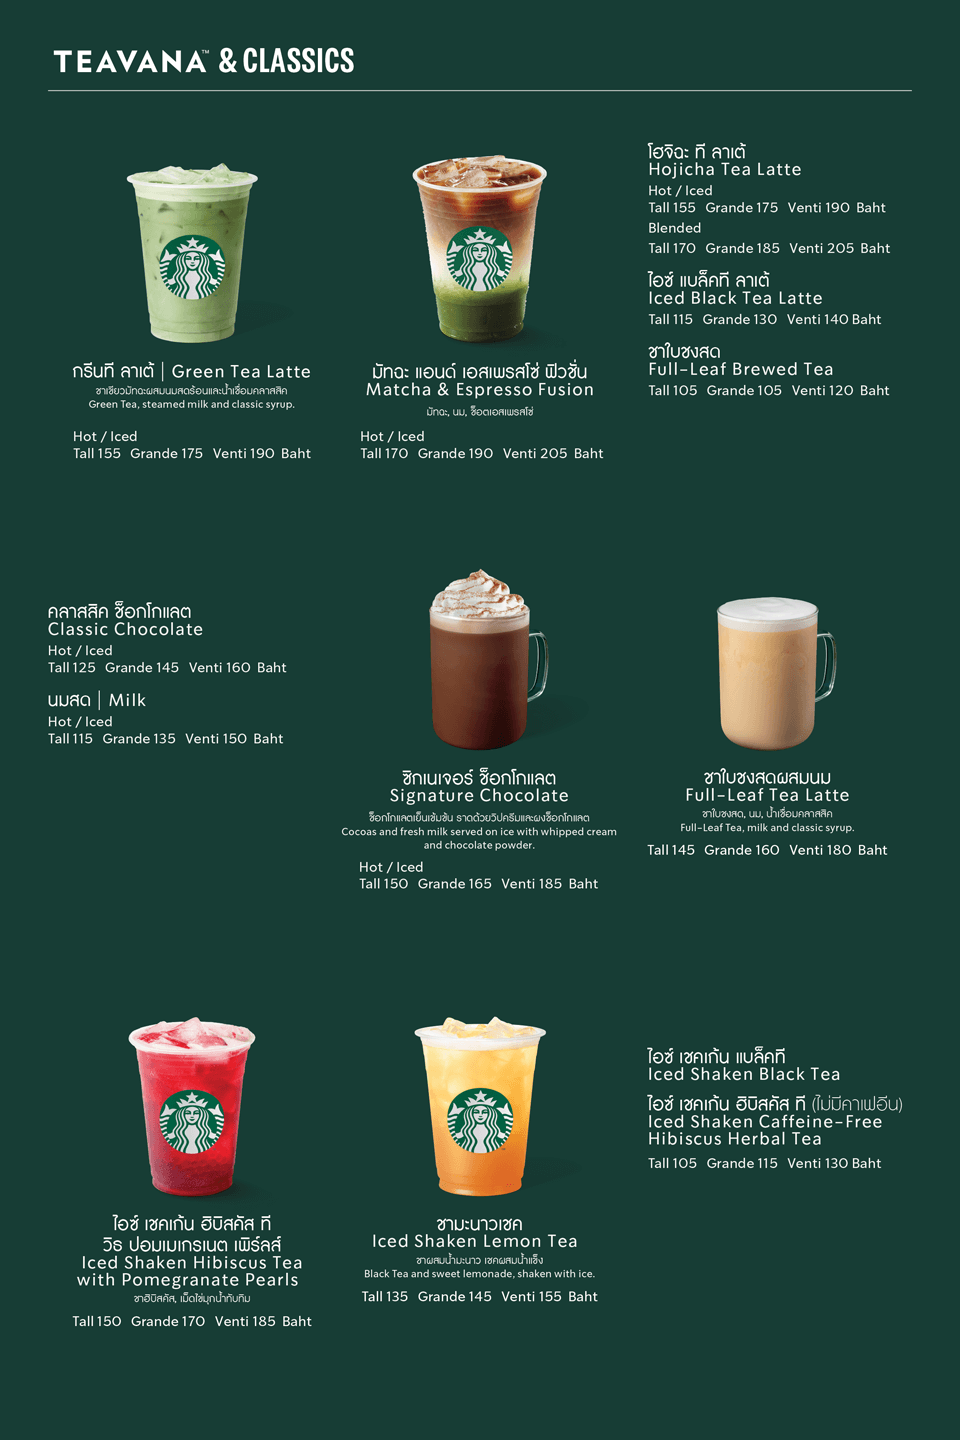 TEAVANA™ & CLASSICS
กรีนที ลาเต้ | Green Tea Latte
ชาเขียวมัทฉะผสมนมสดร้อนและน้ำเชื่อมคลาสสิค
Green Tea, steamed milk and classic syrup.
Hot / Iced
Tall 155 Grande 175 Venti 190 Baht
มัทฉะ แอนด์ เอสเพรสโซ่ ฟิวชั่น
Matcha & Espresso Fusion
มัทฉะ, นม, ช็อตเอสเพรสโซ่
Hot / Iced
Tall 170 Grande 190 Venti 205 Baht
โฮจิฉะ ที ลาเต้
Hojicha Tea Latte
Hot / Iced
Tall 155 Grande 175 Venti 190 Baht
Blended
Tall 170 Grande 185 Venti 205 Baht
ไอซ์ แบล็คที ลาเต้
Iced Black Tea Latte
Tall 115 Grande 130 Venti 140 Baht
ชาใบชงสด
Full-Leaf Brewed Tea
Tall 105 Grande 105 Venti 120 Baht
คลาสสิค ช็อกโกแลต
Classic Chocolate
Hot / Iced
Tall 125 Grande 145 Venti 160 Baht
นมสด | Milk
Hot / Iced
Tall 115 Grande 135 Venti 150 Baht
ซิกเนเจอร์ ช็อกโกแลต
Signature Chocolate
ช็อกโกแลตเย็นเข้มข้น ราดด้วยวิปครีมและผงช็อกโกแลต
Cocoas and fresh milk served on ice with whipped cream
and chocolate powder.
Hot / Iced
Tall 150 Grande 165 Venti 185 Baht
ชาใบชงสดผสมนม
Full-Leaf Tea Latte
ชาใบชงสด, นม, น้ำเชื่อมคลาสสิค
Full-Leaf Tea, milk and classic syrup.
Tall 145 Grande 160 Venti 180 Baht
ไอซ์ เชคเก้น ฮิบิสคัส ที
วิธ ปอมเมเกรเนต เพิร์ลส์
Iced Shaken Hibiscus Tea
with Pomegranate Pearls
ชาฮิบิสคัส, เม็ดไข่มุกน้ำทับทิม
Tall 150 Grande 170 Venti 185 Baht
ชามะนาวเชค
Iced Shaken Lemon Tea
ชาผสมน้ำมะนาว เชคผสมน้ำแข็ง
Black Tea and sweet lemonade, shaken with ice.
Tall 135 Grande 145 Venti 155 Baht
ไอซ์ เชคเก้น แบล็คที
Iced Shaken Black Tea
ไอซ์ เชคเก้น ฮิบิสคัส ที (ไม่มีคาเฟอีน)
Iced Shaken Caffeine-Free
Hibiscus Herbal Tea
Tall 105 Grande 115 Venti 130 Baht